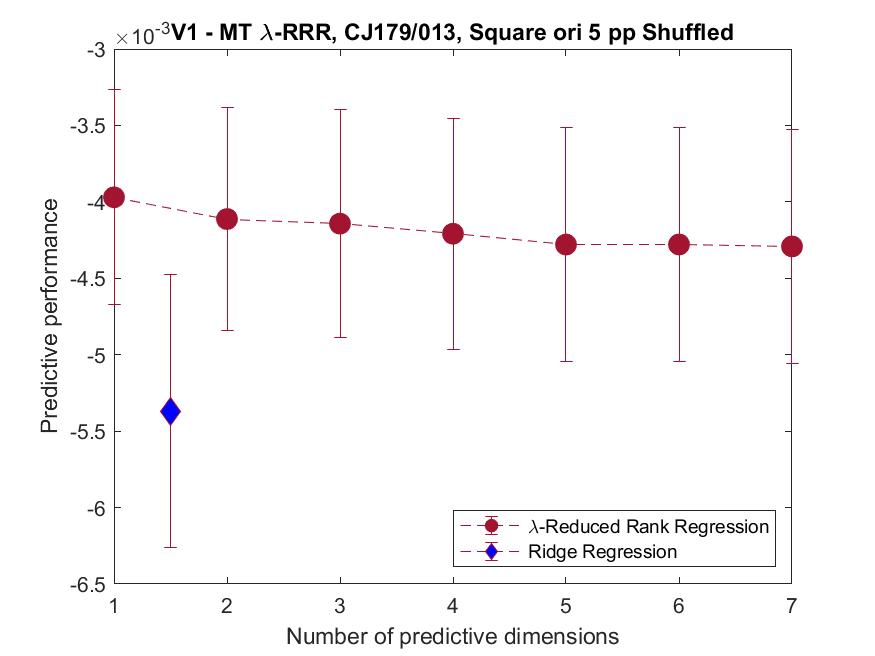 ×10-3
V1 - MT λ-RRR, CJ179/013, Square ori 5 pp Shuffled
-3
-3.5
-4
-4.5
-5
-5.5
-6
-6.5
Predictive performance
1 2 3 4 5 6 7
Number of predictive dimensions
λ-Reduced Rank Regression
Ridge Regression